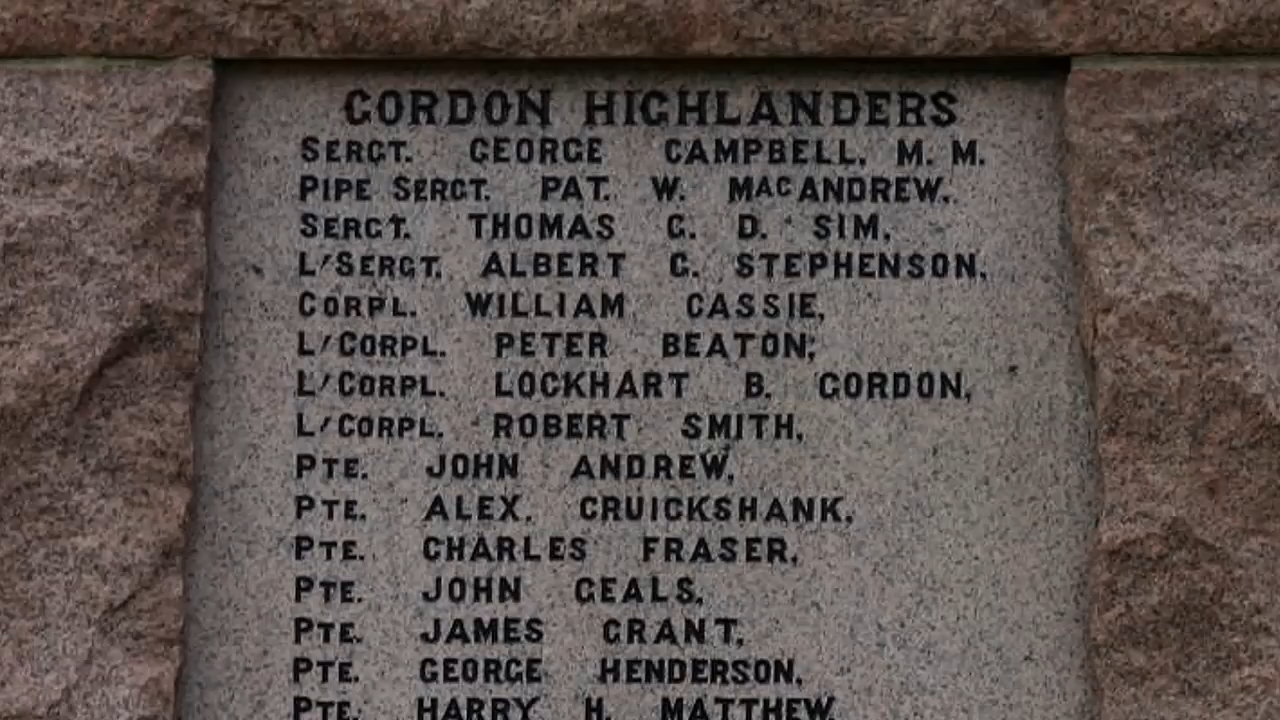 GORDON HIGHLANDERS
SERGT. GEORGE CAMPBELL, M. M.
PIPE SERGT. PAT. W. MACANDREW,
SERGT. THOMAS G. D. SIM,
L/SERGT. ALBERT G. STEPHENSON,
CORPL. WILLIAM CASSIE,
L/CORPL. PETER BEATON,
L/CORPL. LOCKHART B. GORDON,
L/CORPL. ROBERT SMITH,
PTE. JOHN ANDREW,
PTE. ALEX. CRUICKSHANK,
PTE. CHARLES FRASER,
PTE. JOHN GEALS,
PTE. JAMES GRANT,
PTE. GEORGE HENDERSON,
PTE. HARRY H. MATTHEW,